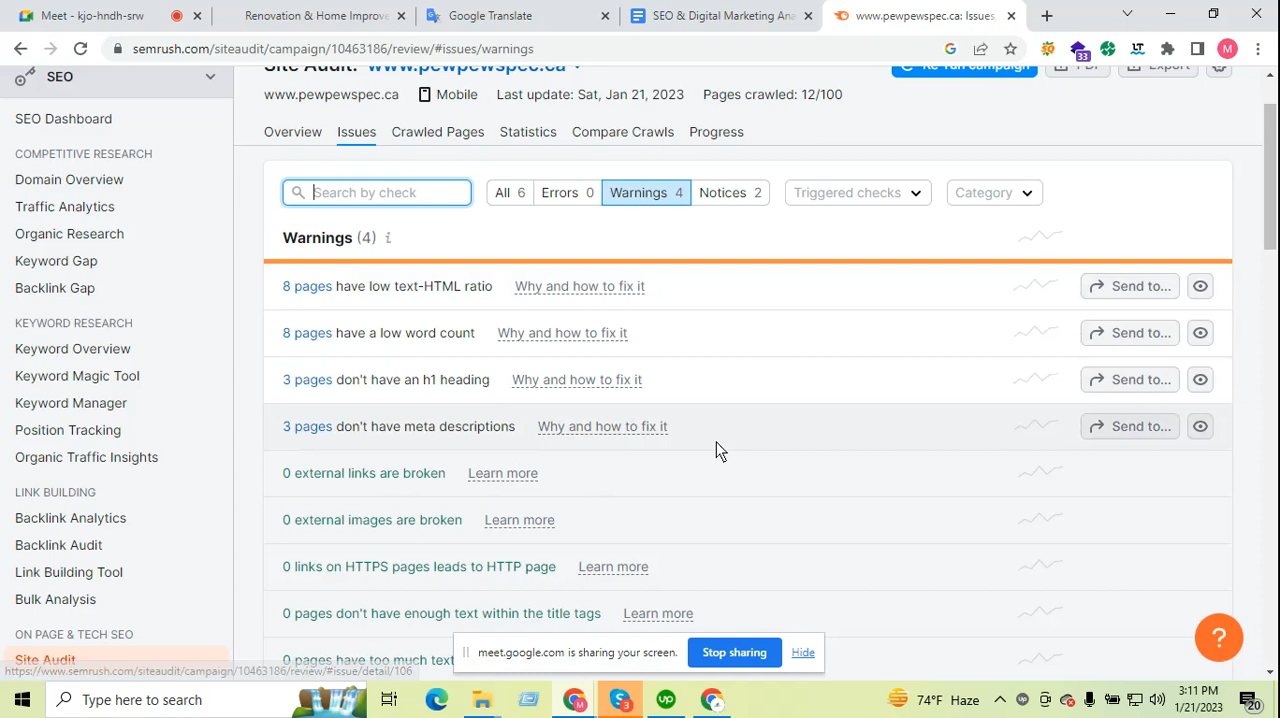 Meet - kjo-hndh-srw
Renovation & Home Improve
Google Translate
SEO & Digital Marketing An
www.pewpewspec.ca: Issues
semrush.com/siteaudit/campaign/10463186/review/#issues/warnings
33
LT
M
SEO
Site Audit: www.pewpewspec.ca
Re-run campaign
PDF
Export
www.pewpewspec.ca
Mobile
Last update: Sat, Jan 21, 2023
Pages crawled: 12/100
SEO Dashboard
Overview
Issues
Crawled Pages
Statistics
Compare Crawls
Progress
COMPETITIVE RESEARCH
Domain Overview
Traffic Analytics
Organic Research
Keyword Gap
Backlink Gap
KEYWORD RESEARCH
Keyword Overview
Keyword Magic Tool
Keyword Manager
Position Tracking
Organic Traffic Insights
LINK BUILDING
Backlink Analytics
Backlink Audit
Link Building Tool
Bulk Analysis
ON PAGE & TECH SEO
Site Audit
Search by check
All 6
Errors 0
Warnings 4
Notices 2
Triggered checks
Category
Warnings (4) i
8 pages have low text-HTML ratio Why and how to fix it Send to...
8 pages have a low word count Why and how to fix it Send to...
3 pages don't have an h1 heading Why and how to fix it Send to...
3 pages don't have meta descriptions Why and how to fix it Send to...
0 external links are broken Learn more
0 external images are broken Learn more
0 links on HTTPS pages leads to HTTP page Learn more
0 pages don't have enough text within the title tags Learn more
0 pages have too much text
meet.google.com is sharing your screen.
Stop sharing
Hide
?
https://www.semrush.com/siteaudit/campaign/10463186/review/#issue/detail/106
Type here to search
M
S 3
up
74°F Haze
3:11 PM
1/21/2023
20